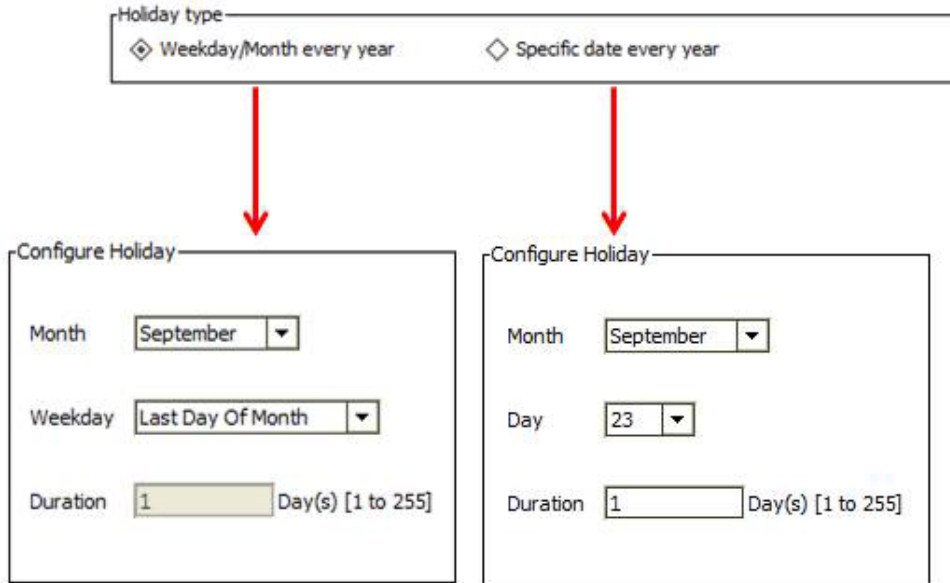 Holiday type
Weekday/Month every year
Specific date every year
Configure Holiday
Month
September
Weekday
Last Day Of Month
Duration
1
Day(s) [1 to 255]
Configure Holiday
Month
September
Day
23
Duration
1
Day(s) [1 to 255]